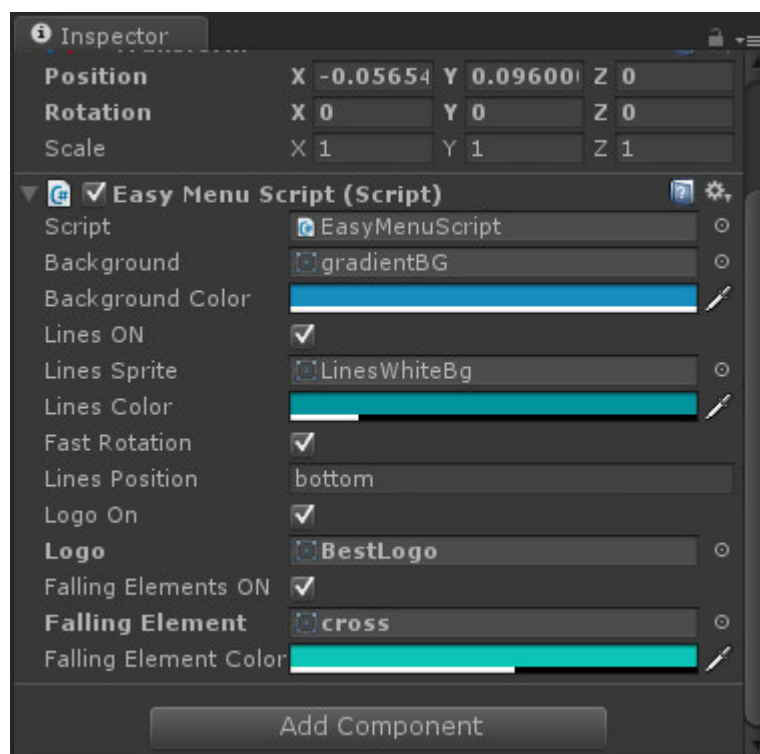 Inspector
Position X -0.05654 Y 0.09600 Z 0
Rotation X 0 Y 0 Z 0
Scale X 1 Y 1 Z 1
Easy Menu Script (Script)
Script EasyMenuScript
Background gradientBG
Background Color
Lines ON
Lines Sprite LinesWhiteBg
Lines Color
Fast Rotation
Lines Position bottom
Logo On
Logo BestLogo
Falling Elements ON
Falling Element cross
Falling Element Color
Add Component